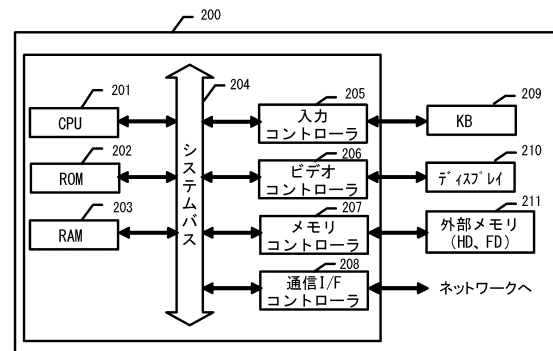 200
201
CPU
202
ROM
203
RAM
204
システムバス
205
入力
コントローラ
206
ビデオ
コントローラ
207
メモリ
コントローラ
208
通信I/F
コントローラ
209
KB
210
ディスプレイ
211
外部メモリ
(HD、FD)
ネットワークへ